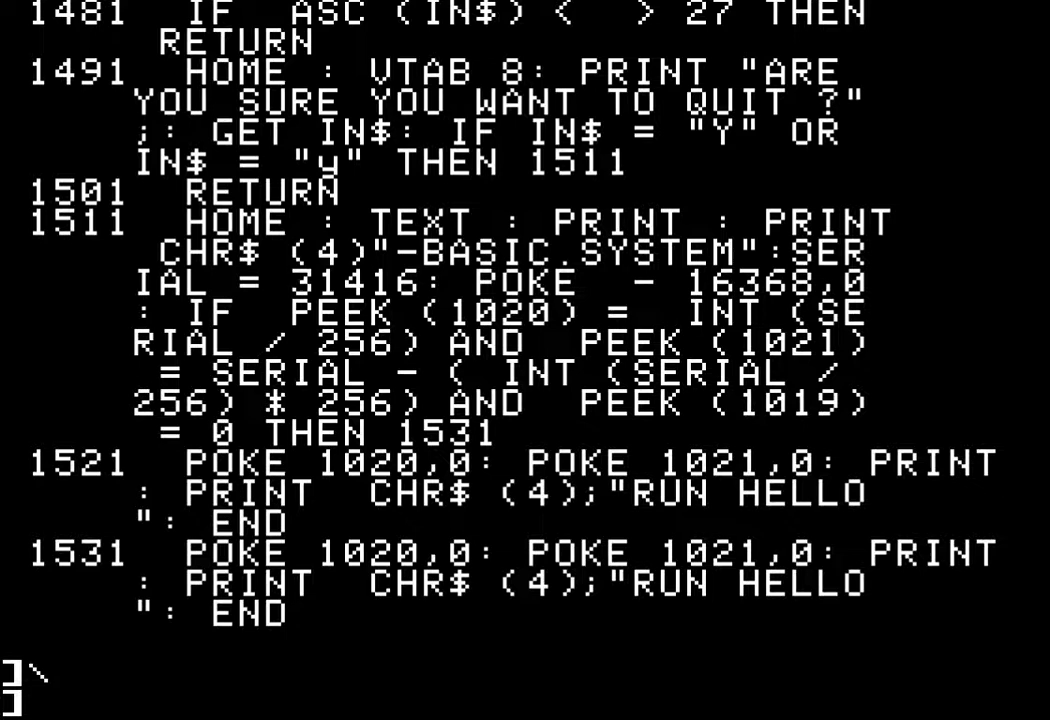 1481  IF  ASC (IN$) <  > 27 THEN
RETURN
1491  HOME : VTAB 8: PRINT "ARE
YOU SURE YOU WANT TO QUIT ?"
;: GET IN$: IF IN$ = "Y" OR
IN$ = "y" THEN 1511
1501  RETURN
1511  HOME : TEXT : PRINT : PRINT
CHR$ (4)"-BASIC.SYSTEM":SER
IAL = 31416: POKE  - 16368,0
: IF  PEEK (1020) =  INT (SE
RIAL / 256) AND  PEEK (1021)
= SERIAL - ( INT (SERIAL /
256) * 256) AND  PEEK (1019)
= 0 THEN 1531
1521  POKE 1020,0: POKE 1021,0: PRINT
: PRINT  CHR$ (4);"RUN HELLO
": END
1531  POKE 1020,0: POKE 1021,0: PRINT
: PRINT  CHR$ (4);"RUN HELLO
": END
]\
]